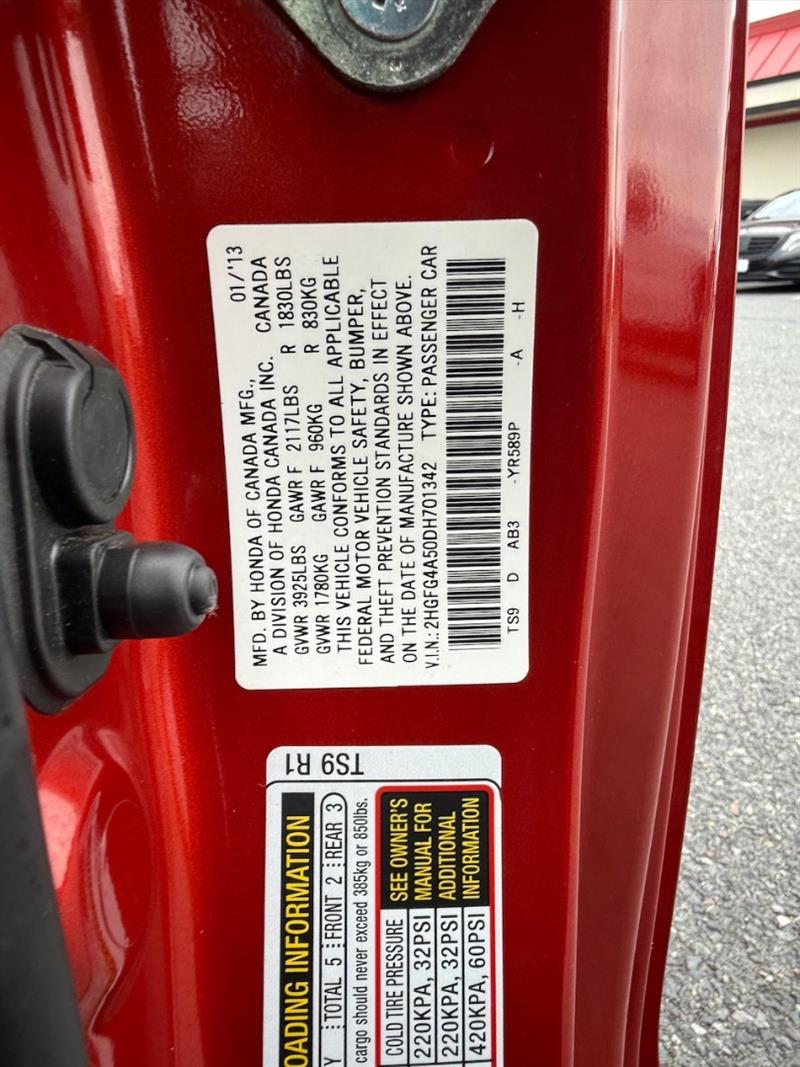 MFD. BY HONDA OF CANADA MFG., 01/'13
A DIVISION OF HONDA CANADA INC. CANADA
GVWR 3925LBS GAWR F 2117LBS R 1830LBS
GVWR 1780KG GAWR F 960KG R 830KG
THIS VEHICLE CONFORMS TO ALL APPLICABLE
FEDERAL MOTOR VEHICLE SAFETY, BUMPER,
AND THEFT PREVENTION STANDARDS IN EFFECT
ON THE DATE OF MANUFACTURE SHOWN ABOVE.
V.I.N.: 2HGFG4A50DH701342 TYPE: PASSENGER CAR
TS9 D AB3 -YR589P -A -H
TS9 R1
OADING INFORMATION
Y TOTAL 5 FRONT 2 REAR 3
cargo should never exceed 385kg or 850lbs.
COLD TIRE PRESSURE
220KPA, 32PSI
220KPA, 32PSI
420KPA, 60PSI
SEE OWNER'S
MANUAL FOR
ADDITIONAL
INFORMATION